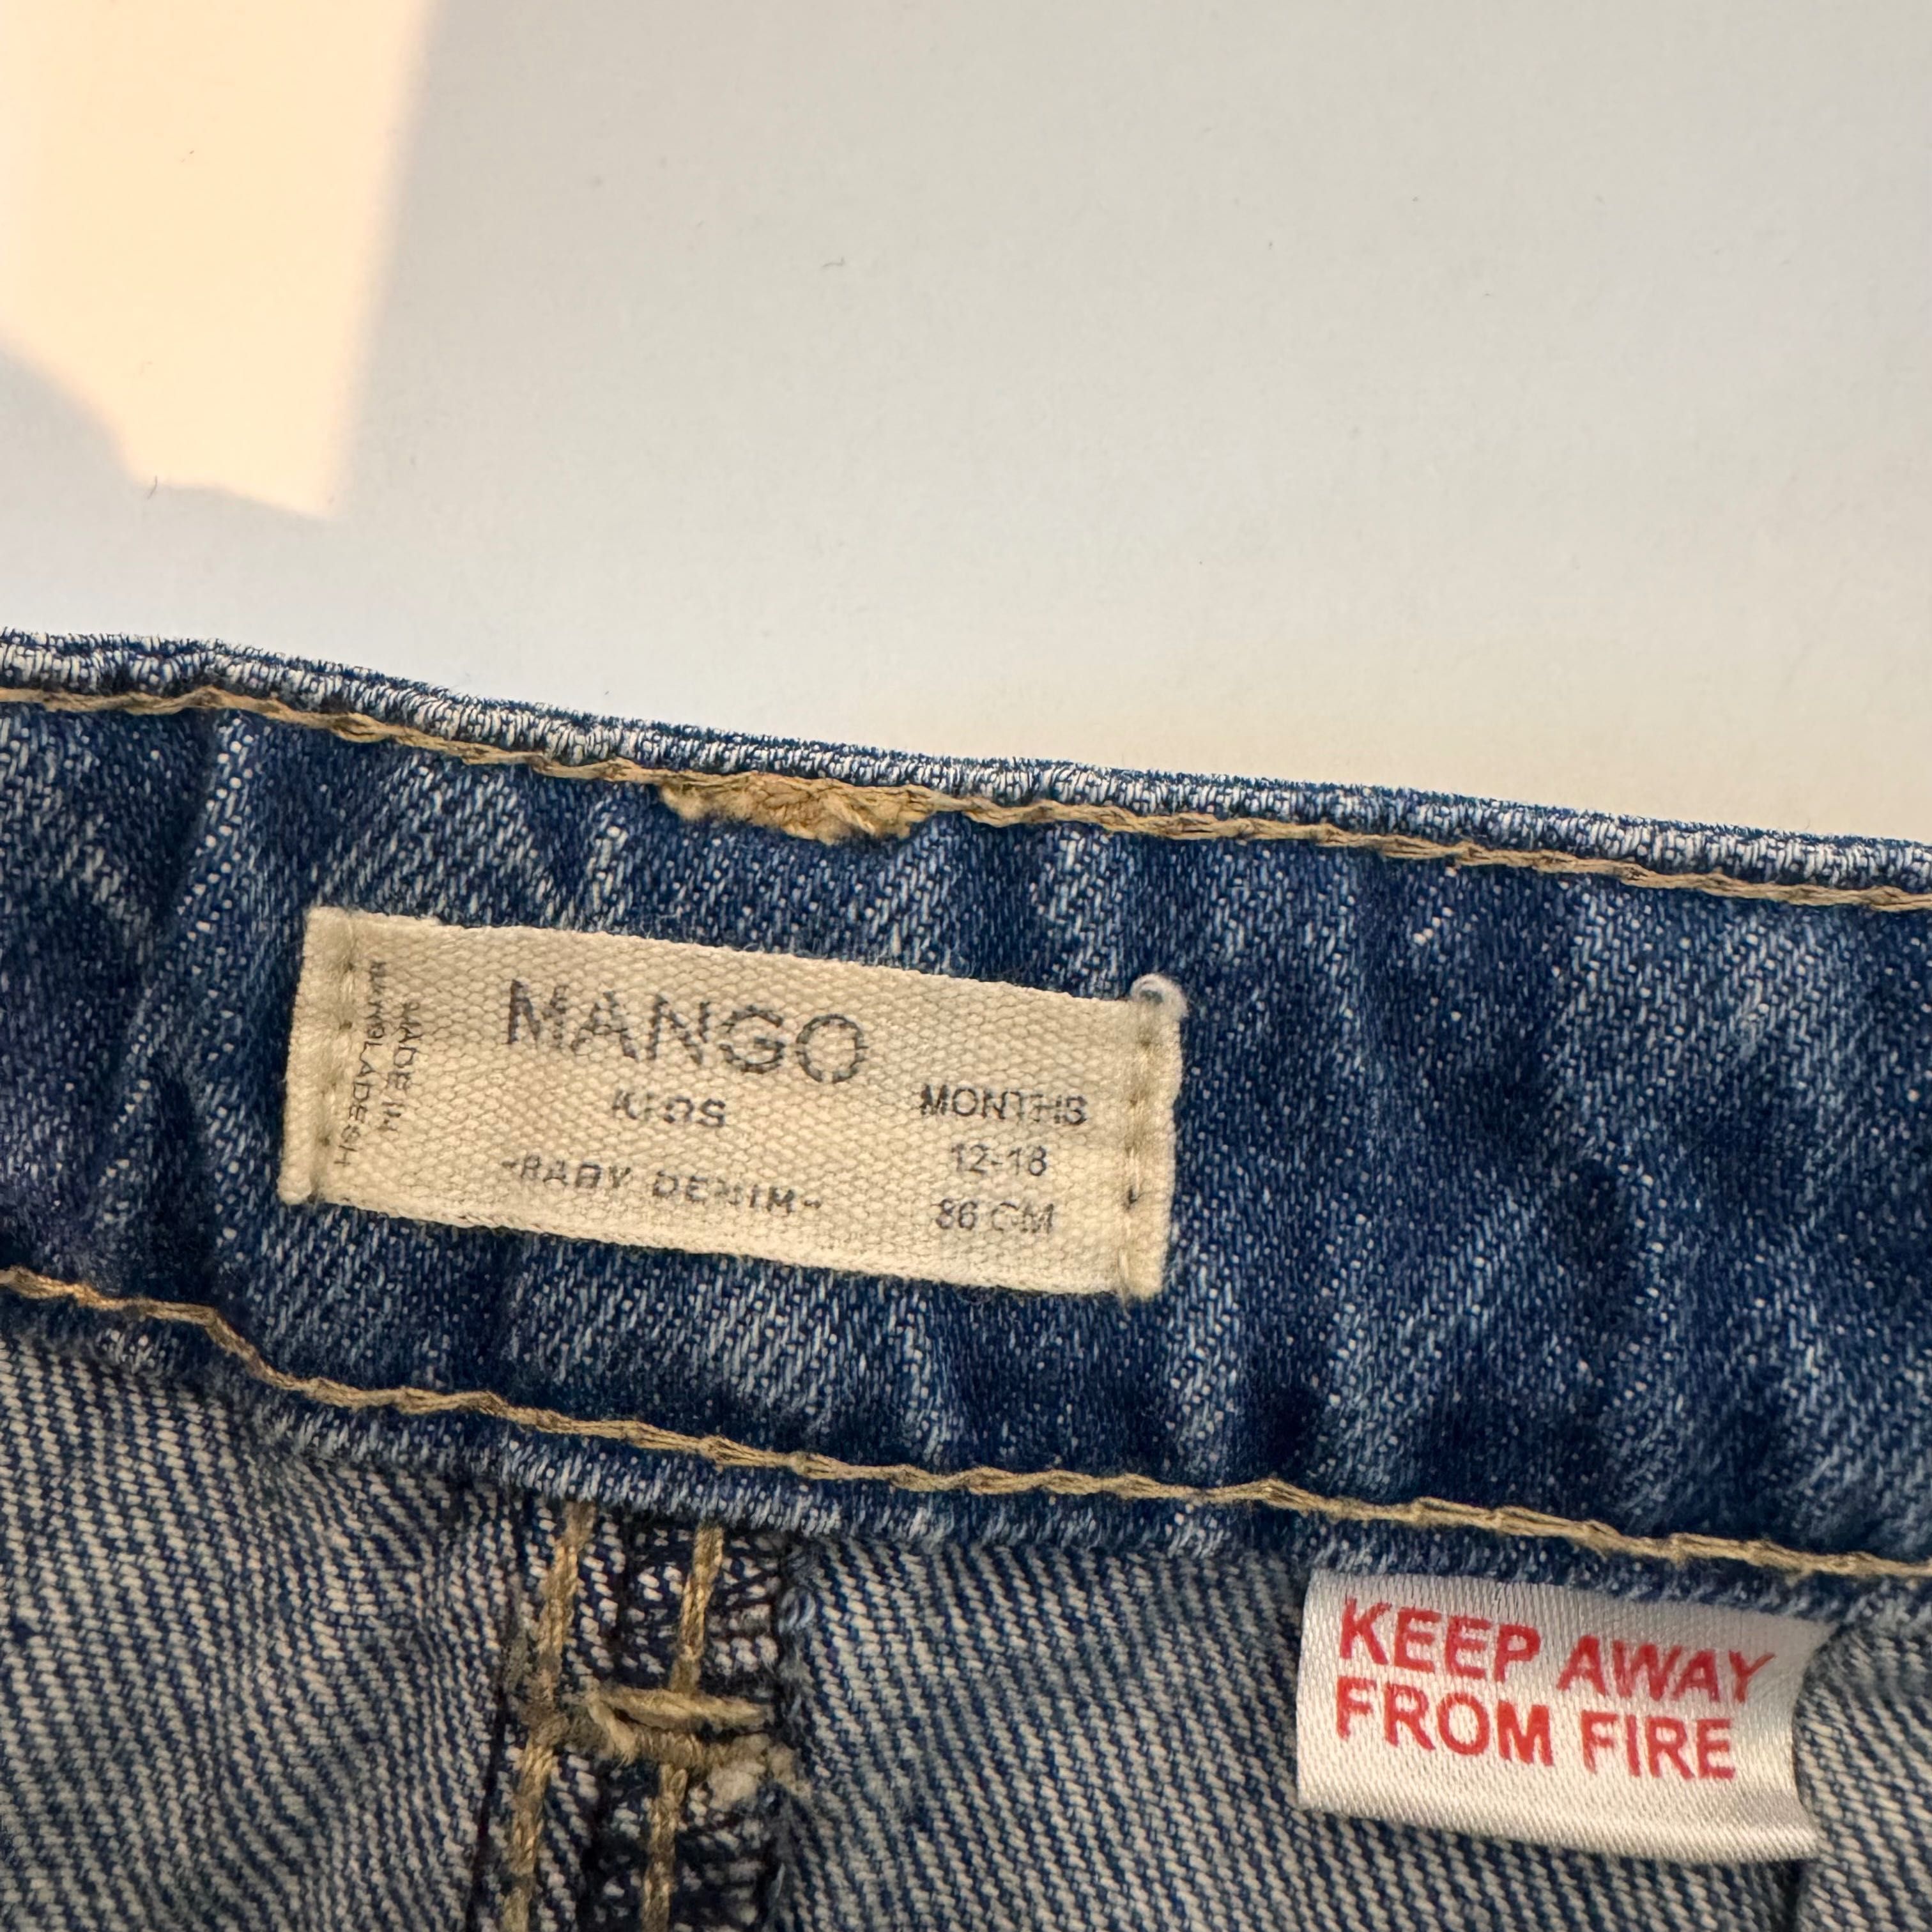 MANGO
KIDS
-BABY DENIM-
MONTHS
12-18
86 CM
MADE IN
BANGLADESH
KEEP AWAY
FROM FIRE